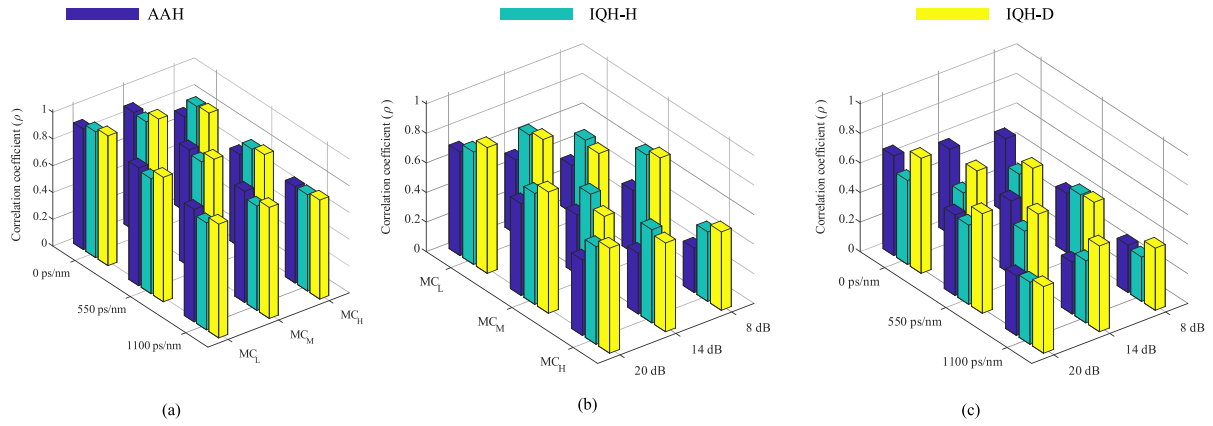 AAH
IQH-H
IQH-D
Correlation coefficient (ρ)
1
0.8
0.6
0.4
0.2
0
0 ps/nm
550 ps/nm
1100 ps/nm
MC_L
MC_M
MC_H
(a)
Correlation coefficient (ρ)
1
0.8
0.6
0.4
0.2
0
MC_L
MC_M
MC_H
20 dB
14 dB
8 dB
(b)
Correlation coefficient (ρ)
1
0.8
0.6
0.4
0.2
0
0 ps/nm
550 ps/nm
1100 ps/nm
20 dB
14 dB
8 dB
(c)